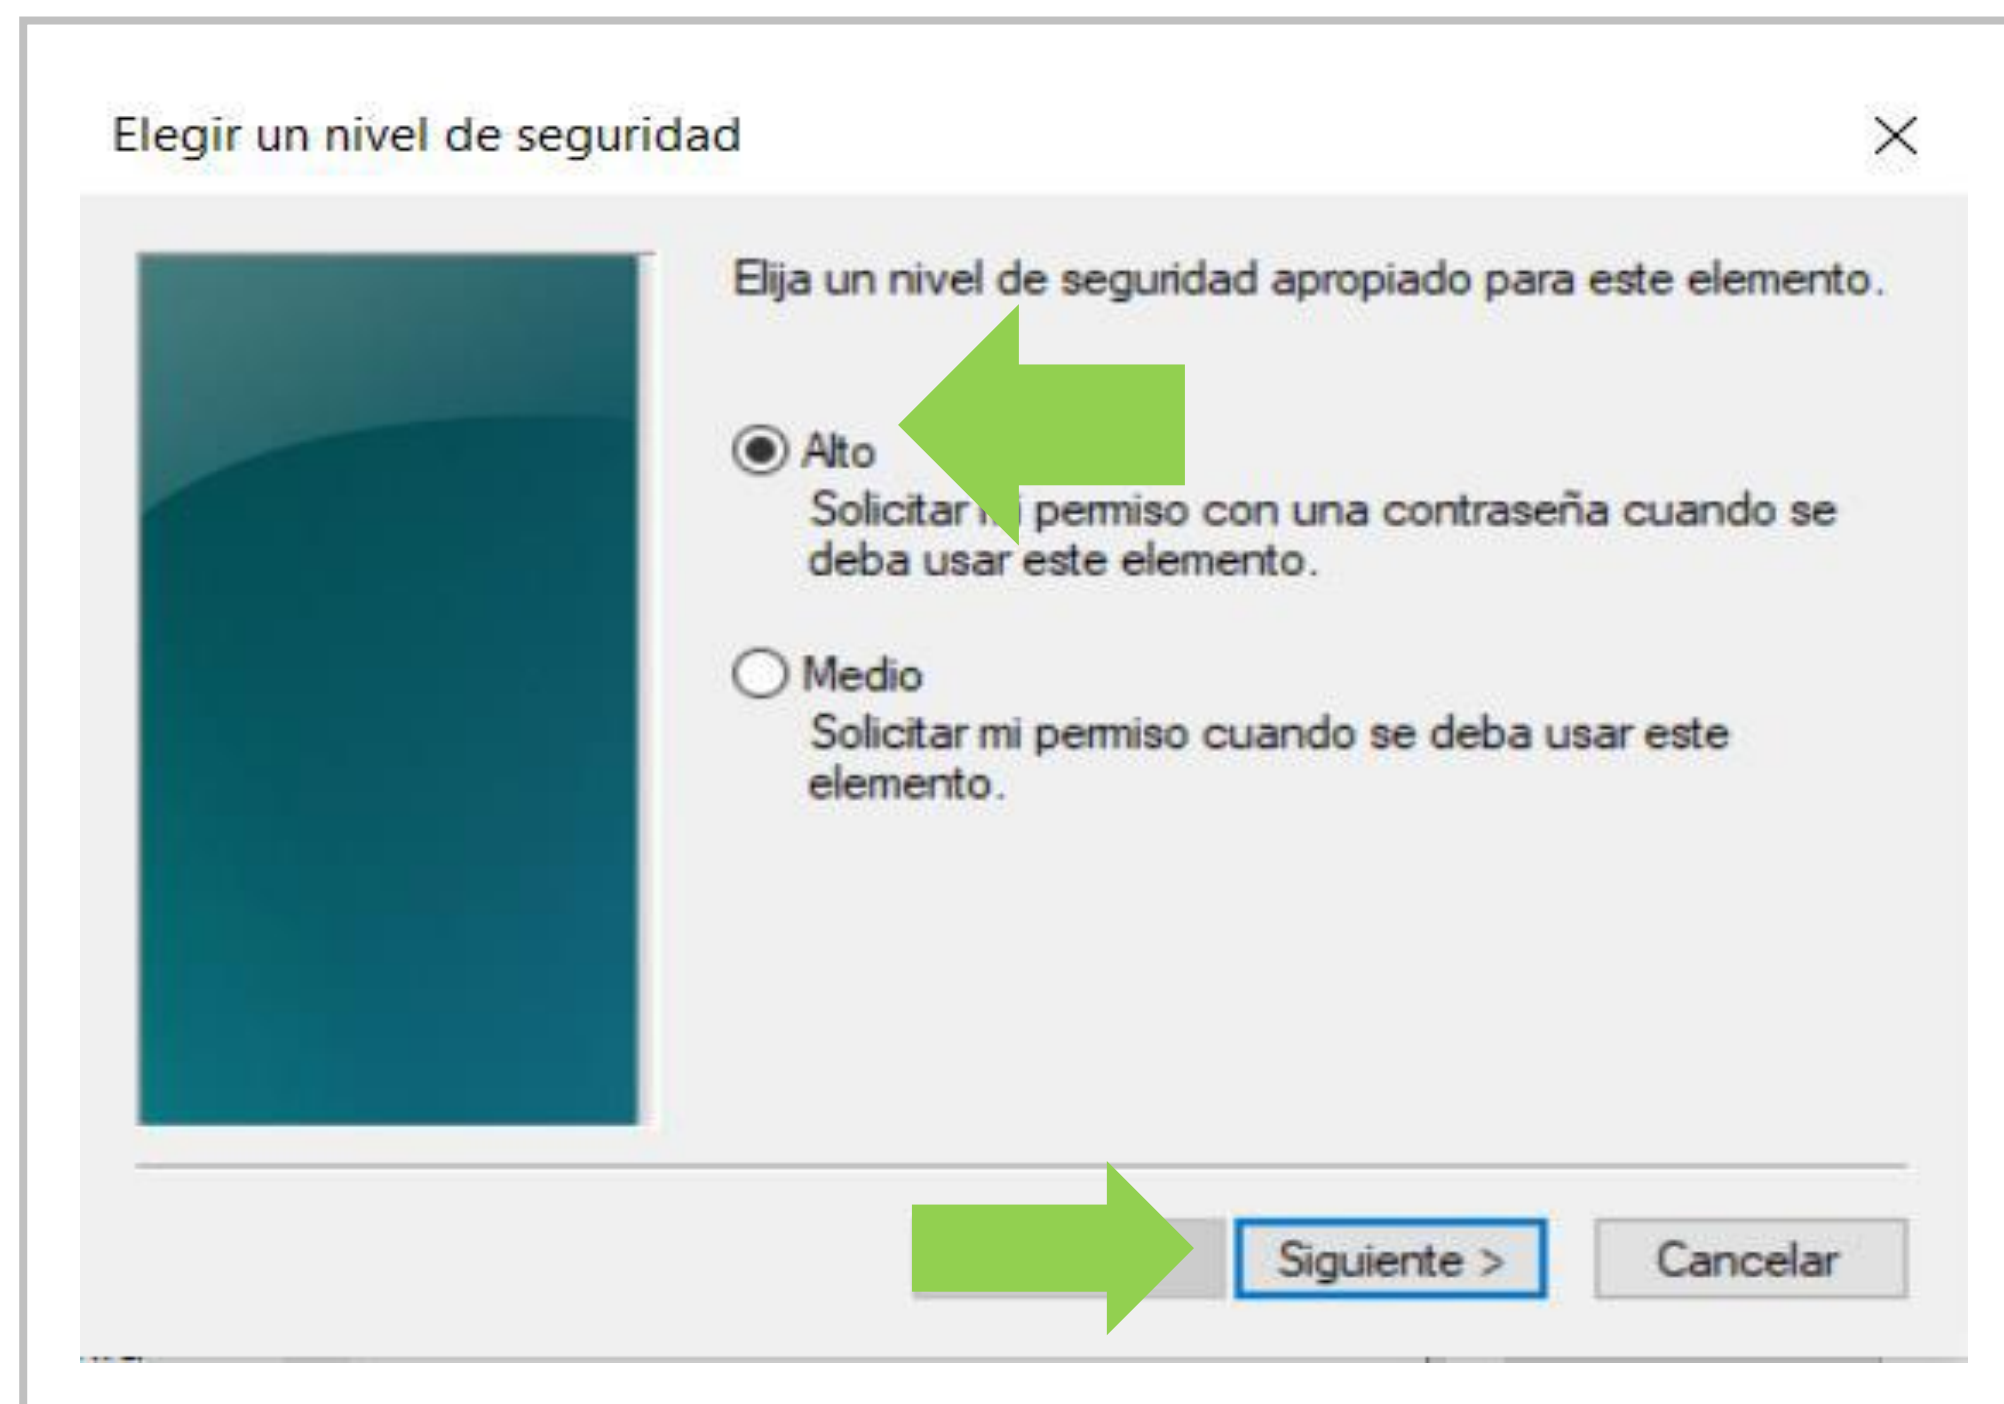 Elegir un nivel de seguridad
Elija un nivel de seguridad apropiado para este elemento.
Alto
Solicitar permiso con una contraseña cuando se
deba usar este elemento.
Medio
Solicitar mi permiso cuando se deba usar este
elemento.
Siguiente >
Cancelar